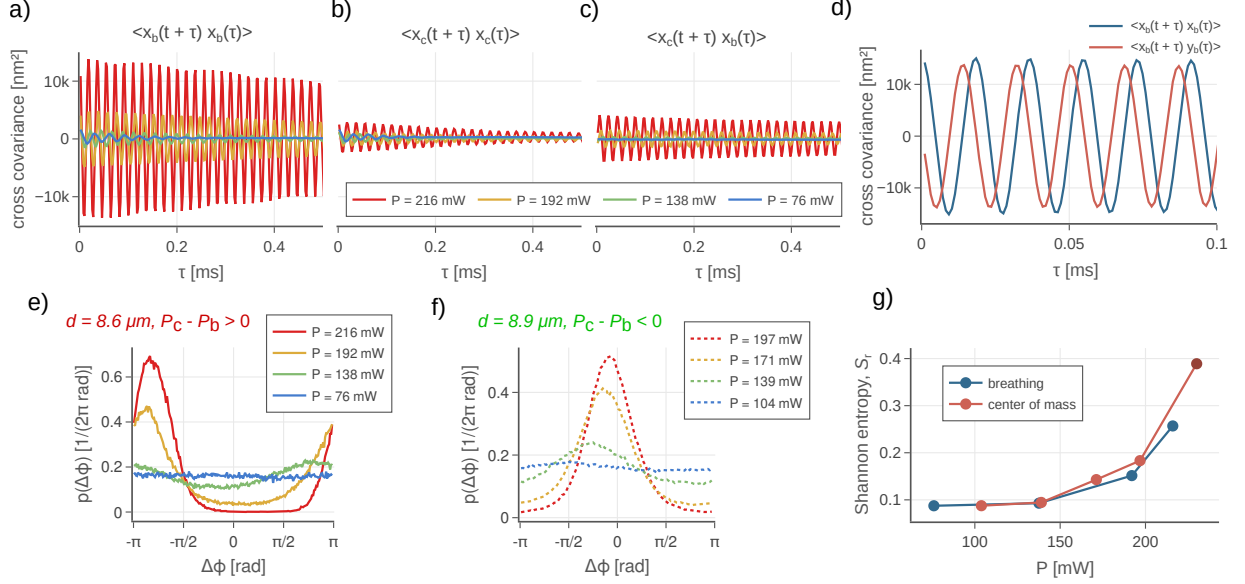 a)
<x_b(t + τ) x_b(τ)>
b)
<x_c(t + τ) x_c(τ)>
c)
<x_c(t + τ) x_b(τ)>
d)
<x_b(t + τ) x_b(τ)>
<x_b(t + τ) y_b(τ)>
cross covariance [nm²]
10k
0
−10k
0
0.2
0.4
τ [ms]
0
0.2
0.4
τ [ms]
0
0.2
0.4
τ [ms]
P = 216 mW
P = 192 mW
P = 138 mW
P = 76 mW
cross covariance [nm²]
10k
0
−10k
0
0.05
0.1
τ [ms]
e)
d = 8.6 μm, P_c - P_b > 0
P = 216 mW
P = 192 mW
P = 138 mW
P = 76 mW
p(Δϕ) [1/(2π rad)]
0.6
0.4
0.2
0
-π
-π/2
0
π/2
π
Δϕ [rad]
f)
d = 8.9 μm, P_c - P_b < 0
P = 197 mW
P = 171 mW
P = 139 mW
P = 104 mW
p(Δϕ) [1/(2π rad)]
0.4
0.2
0
-π
-π/2
0
π/2
π
Δϕ [rad]
g)
breathing
center of mass
Shannon entropy, S_r
0.4
0.3
0.2
0.1
100
150
200
P [mW]